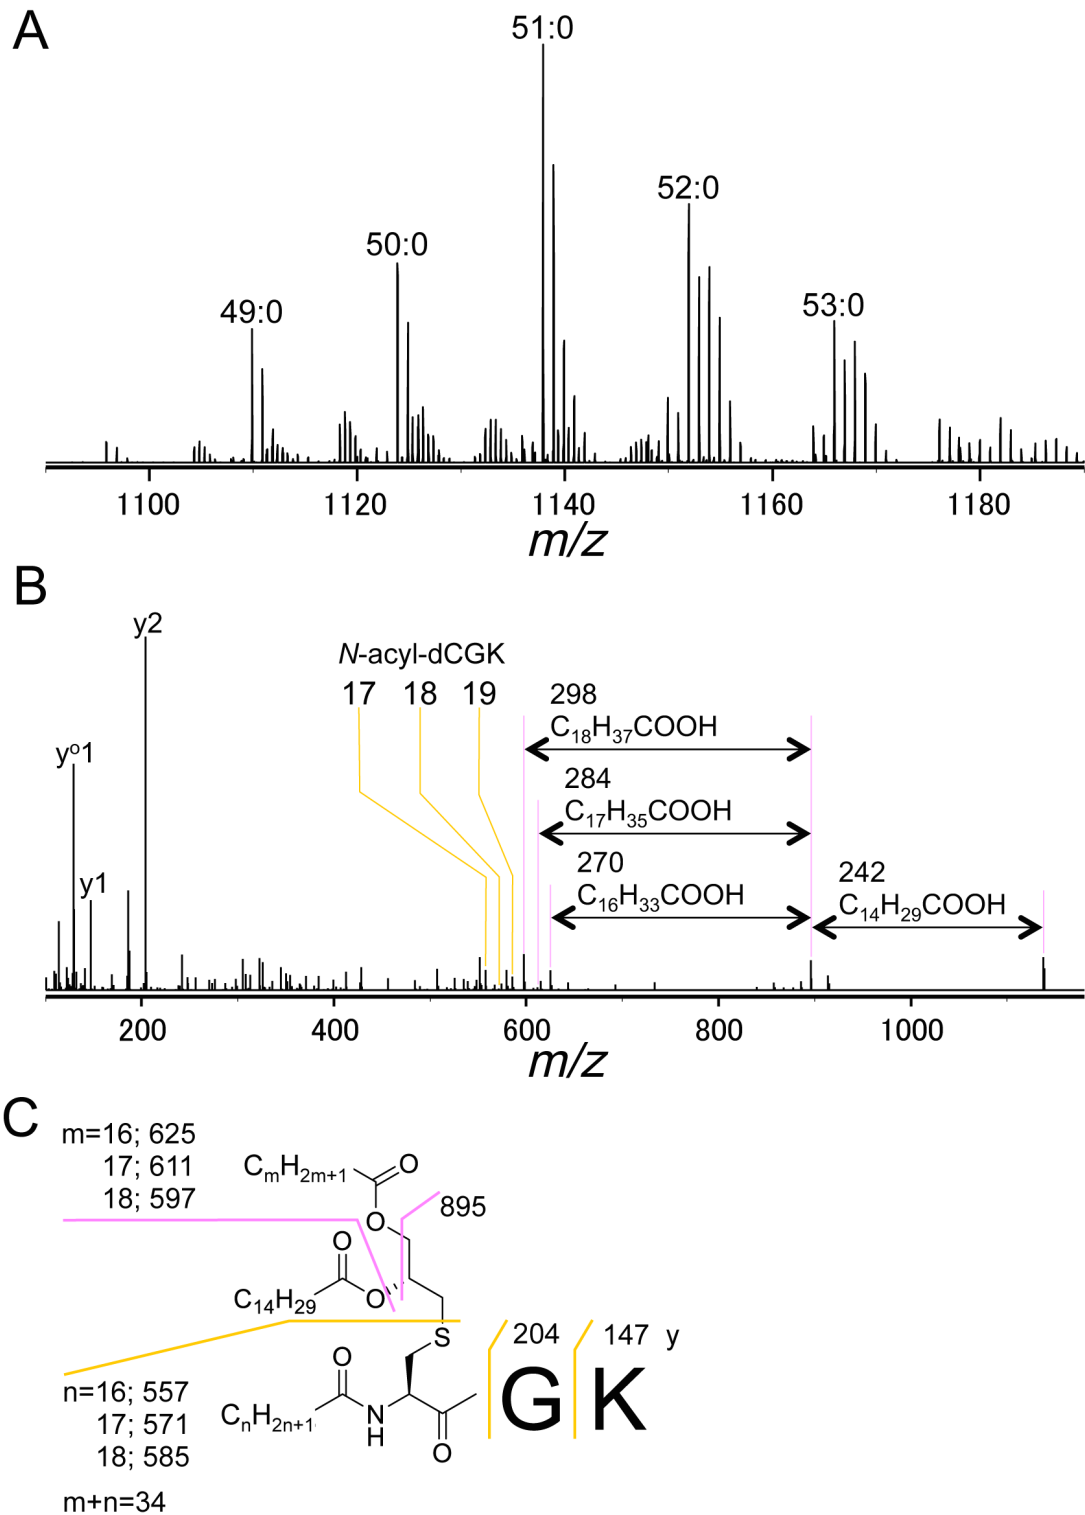 A
51:0
52:0
50:0
53:0
49:0
1100 1120 1140 1160 1180
m/z
B
y2
N-acyl-dCGK
17 18 19
298
C₁₈H₃₇COOH
yº1
284
C₁₇H₃₅COOH
270
C₁₆H₃₃COOH
242
C₁₄H₂₉COOH
y1
200 400 600 800 1000
m/z
C
m=16; 625
17; 611
18; 597
CₘH₂ₘ₊₁
O
895
O
O
C₁₄H₂₉
O
S
204
147 y
O
n=16; 557
17; 571
18; 585
CₙH₂ₙ₊₁
N
H
O
G K
m+n=34